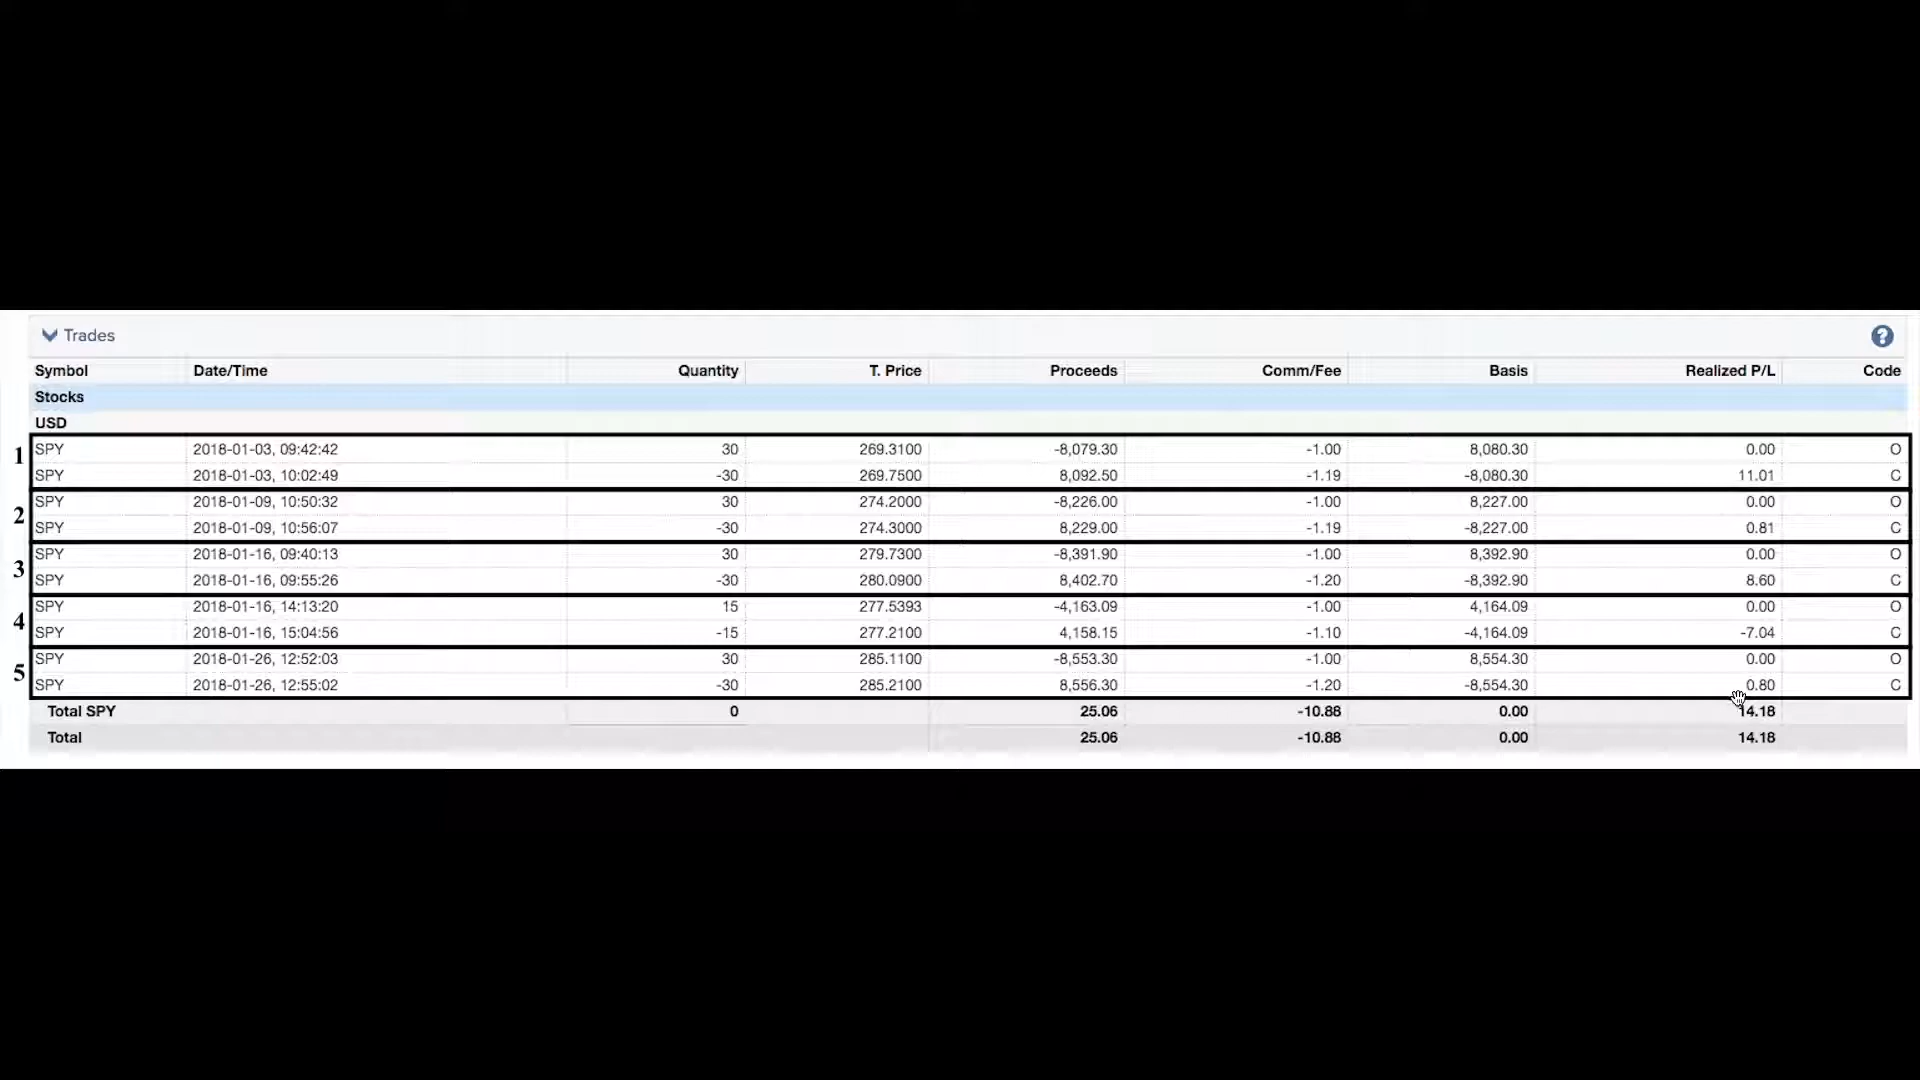 Trades ?
Symbol Date/Time Quantity T. Price Proceeds Comm/Fee Basis Realized P/L Code
Stocks
USD
1
SPY 2018-01-03, 09:42:42 30 269.3100 -8,079.30 -1.00 8,080.30 0.00 O
SPY 2018-01-03, 10:02:49 -30 269.7500 8,092.50 -1.19 -8,080.30 11.01 C
2
SPY 2018-01-09, 10:50:32 30 274.2000 -8,226.00 -1.00 8,227.00 0.00 O
SPY 2018-01-09, 10:56:07 -30 274.3000 8,229.00 -1.19 -8,227.00 0.81 C
3
SPY 2018-01-16, 09:40:13 30 279.7300 -8,391.90 -1.00 8,392.90 0.00 O
SPY 2018-01-16, 09:55:26 -30 280.0900 8,402.70 -1.20 -8,392.90 8.60 C
4
SPY 2018-01-16, 14:13:20 15 277.5393 -4,163.09 -1.00 4,164.09 0.00 O
SPY 2018-01-16, 15:04:56 -15 277.2100 4,158.15 -1.10 -4,164.09 -7.04 C
5
SPY 2018-01-26, 12:52:03 30 285.1100 -8,553.30 -1.00 8,554.30 0.00 O
SPY 2018-01-26, 12:55:02 -30 285.2100 8,556.30 -1.20 -8,554.30 0.80 C
Total SPY 0 25.06 -10.88 0.00 14.18
Total 25.06 -10.88 0.00 14.18